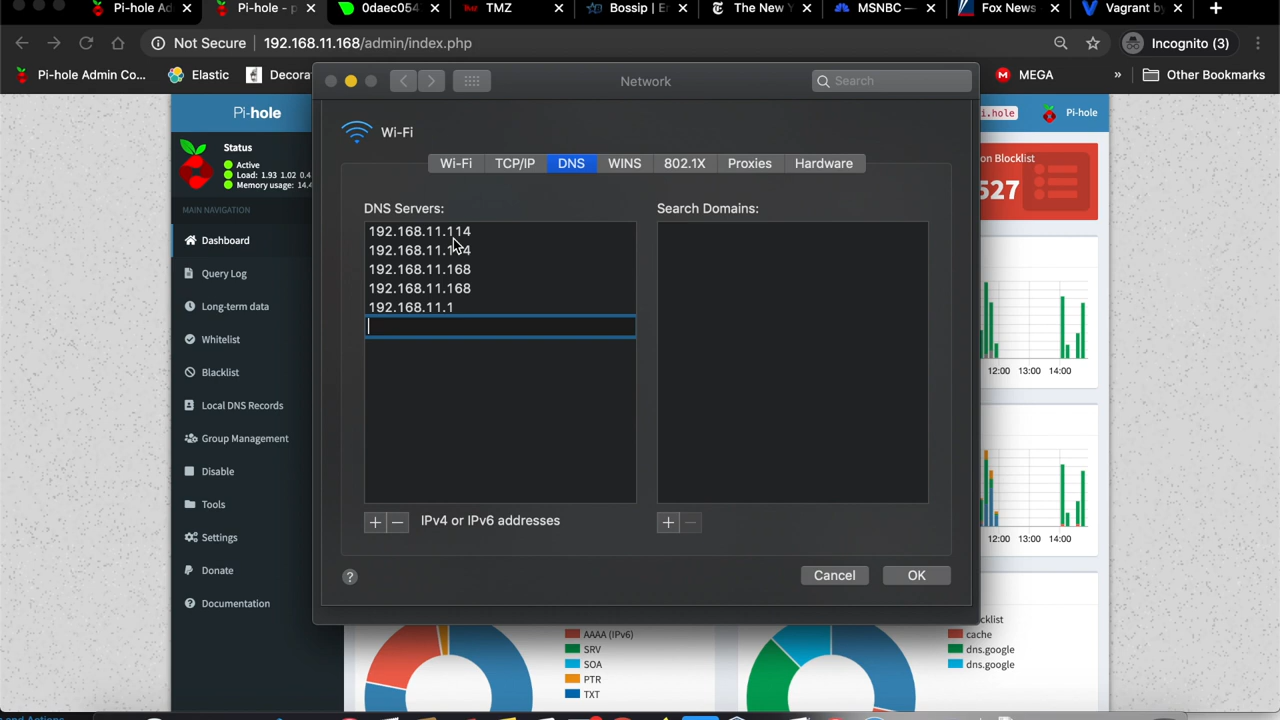 Pi-hole Ad
Pi-hole - p
0daec054
TMZ
Bossip | E
The New Y
MSNBC —
Fox News
Vagrant by
Not Secure
192.168.11.168/admin/index.php
Incognito (3)
Pi-hole Admin Co...
Elastic
Decora
MEGA
»
Other Bookmarks
Network
Search
Wi-Fi
Wi-Fi
TCP/IP
DNS
WINS
802.1X
Proxies
Hardware
DNS Servers:
192.168.11.114
192.168.11.114
192.168.11.168
192.168.11.168
192.168.11.1
Search Domains:
+
−
IPv4 or IPv6 addresses
+
−
?
Cancel
OK
Pi-hole
Status
Active
Load: 1.93 1.02 0.4
Memory usage: 14.4
MAIN NAVIGATION
Dashboard
Query Log
Long-term data
Whitelist
Blacklist
Local DNS Records
Group Management
Disable
Tools
Settings
Donate
Documentation
i.hole
Pi-hole
on Blocklist
527
12:00 13:00 14:00
12:00 13:00 14:00
AAAA (IPv6)
SRV
SOA
PTR
TXT
cklist
cache
dns.google
dns.google